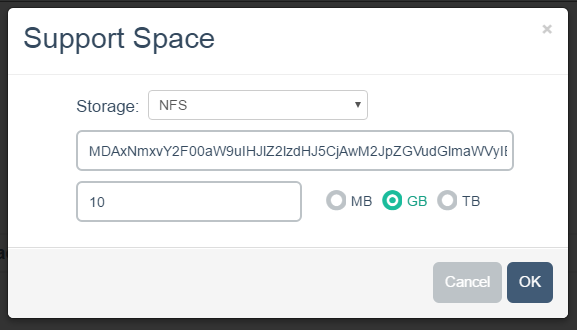 Support Space
×
Storage: NFS
MDAxNmxvY2F00aW9uIHJlZ2lzdHJ5CjAwM2JpZGVudGlmaWVyIE
10 MB GB TB
Cancel OK